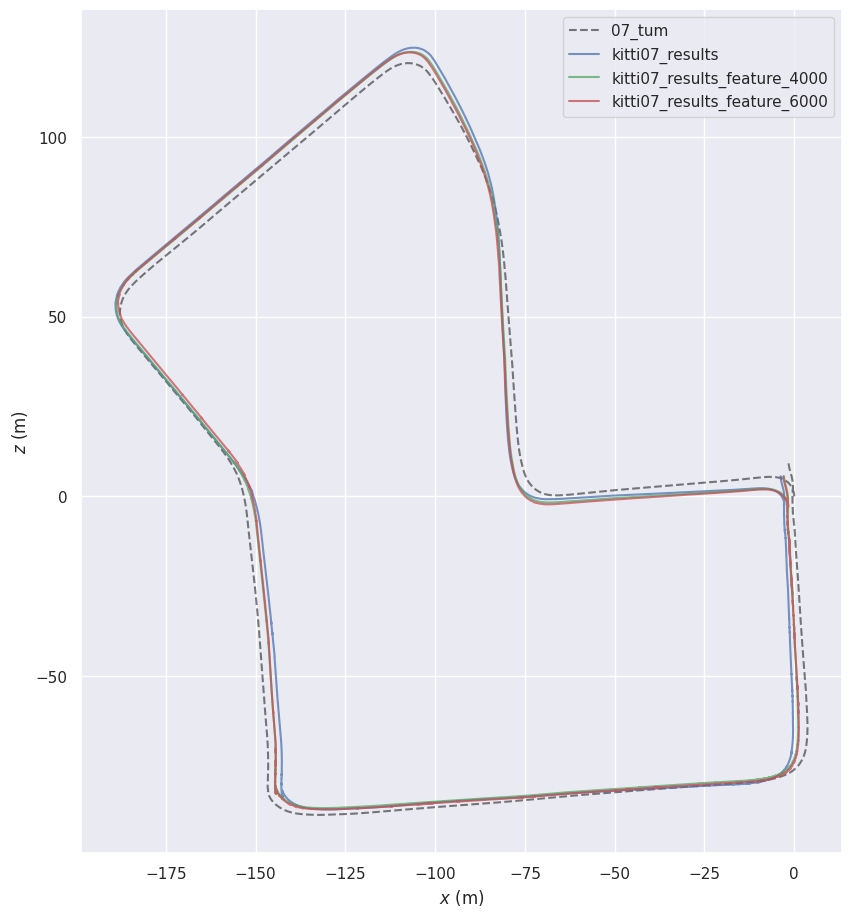 07_tum
kitti07_results
kitti07_results_feature_4000
kitti07_results_feature_6000
100
50
0
−50
z (m)
−175 −150 −125 −100 −75 −50 −25 0
x (m)